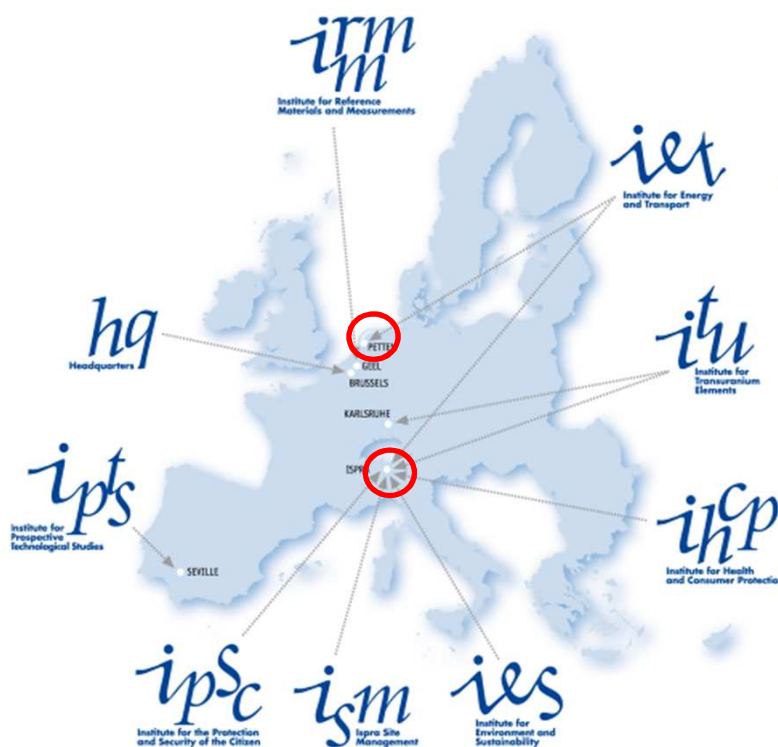 irmm
Institute for Reference
Materials and Measurements
iet
Institute for Energy
and Transport
hq
Headquarters
PETTEN
GEEL
BRUSSELS
itu
Institute for
Transuranium
Elements
KARLSRUHE
ISPRA
ipts
Institute for
Prospective
Technological Studies
SEVILLE
ihcp
Institute for Health
and Consumer Protectio
ipsc
Institute for the Protection
and Security of the Citizen
ism
Ispra Site
Management
ies
Institute for
Environment and
Sustainability